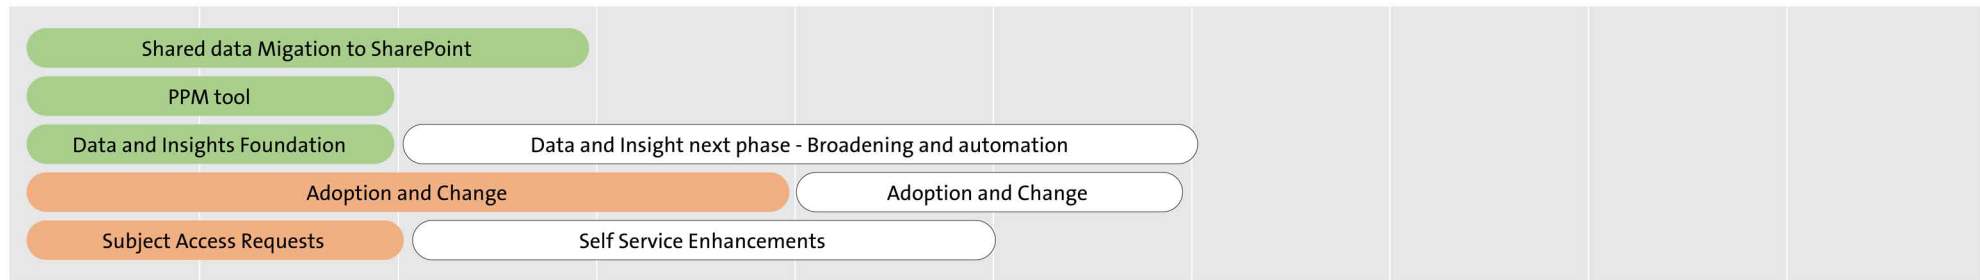 Shared data Migation to SharePoint
PPM tool
Data and Insights Foundation
Data and Insight next phase - Broadening and automation
Adoption and Change
Adoption and Change
Subject Access Requests
Self Service Enhancements